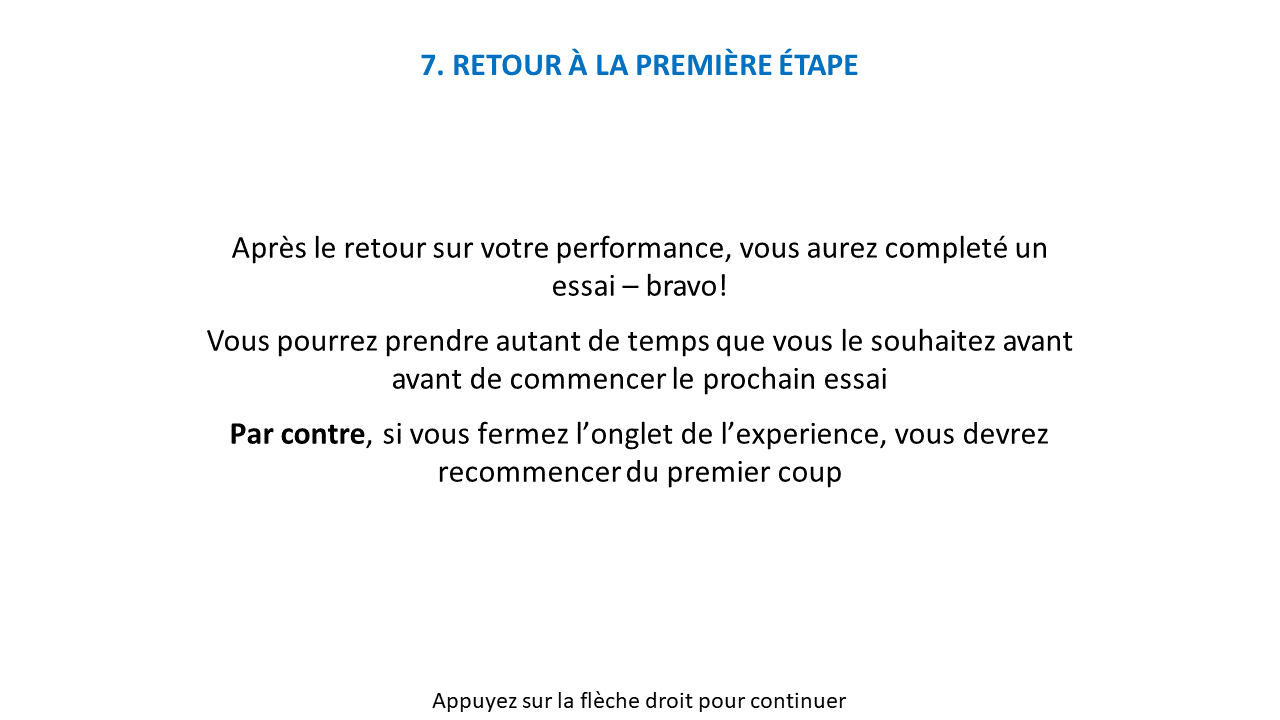 7. RETOUR À LA PREMIÈRE ÉTAPE
Après le retour sur votre performance, vous aurez completé un
essai – bravo!
Vous pourrez prendre autant de temps que vous le souhaitez avant
avant de commencer le prochain essai
Par contre, si vous fermez l’onglet de l’experience, vous devrez
recommencer du premier coup
Appuyez sur la flèche droit pour continuer